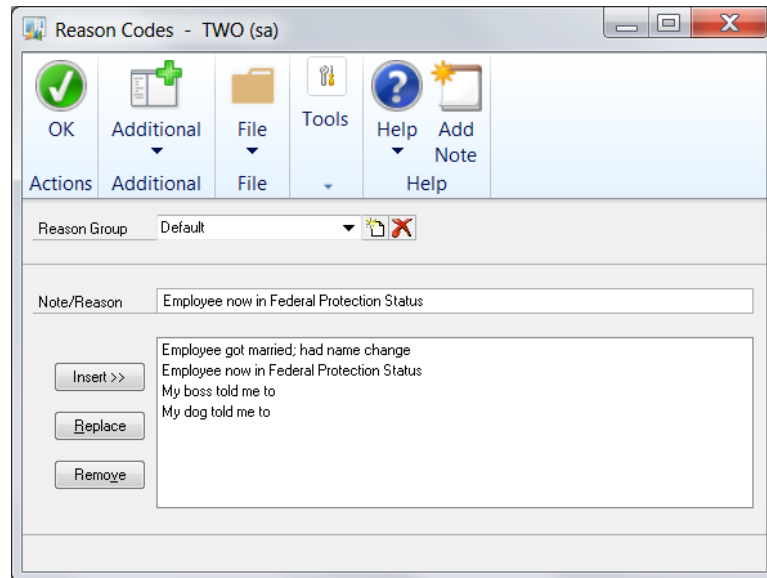 Reason Codes - TWO (sa)
OK
Additional
File
Tools
Help
Add Note
Actions
Additional
File
Help
Reason Group
Default
Note/Reason
Employee now in Federal Protection Status
Employee got married; had name change
Employee now in Federal Protection Status
My boss told me to
My dog told me to
Insert >>
Replace
Remove